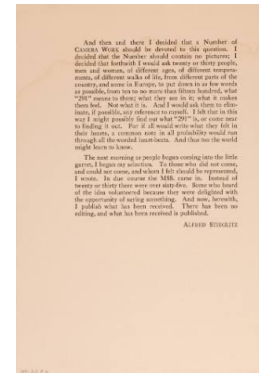 And then and there I decided that a Number of
CAMERA WORK should be devoted to this question. I
decided that the Number should contain no pictures; I
decided that forthwith I would ask twenty or thirty people,
men and women, of different ages, of different tempera-
ments, of different walks of life, from different parts of the
country, and some in Europe, to put down in as few words
as possible, from ten to no more than fifteen hundred, what
"291" means to them; what they see in it; what it makes
them feel. Not what it is. And I would ask them to elim-
inate, if possible, any reference to myself. I felt that in this
way I might possibly find out what "291" is, or come near
to finding it out. For if all would write what they felt in
their hearts, a common note in all probability would run
through all the worded heart-beats. And thus too the world
might learn to know.
The next morning as people began coming into the little
garret, I began my selection. To those who did not come,
and could not come, and whom I felt should be represented,
I wrote. In due course the MSS. came in. Instead of
twenty or thirty there were over sixty-five. Some who heard
of the idea volunteered because they were delighted with
the opportunity of saying something. And now, herewith,
I publish what has been received. There has been no
editing, and what has been received is published.
ALFRED STIEGLITZ